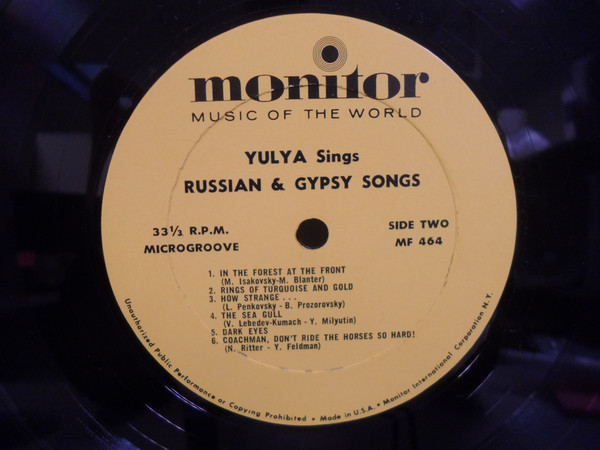 monitor
MUSIC OF THE WORLD
YULYA Sings
RUSSIAN & GYPSY SONGS
33⅓ R.P.M.
MICROGROOVE
SIDE TWO
MF 464
1. IN THE FOREST AT THE FRONT
(M. Isakovsky-M. Blanter)
2. RINGS OF TURQUOISE AND GOLD
3. HOW STRANGE . . .
(L. Penkovsky - B. Prozorovsky)
4. THE SEA GULL
(V. Lebedev-Kumach - Y. Milyutin)
5. DARK EYES
6. COACHMAN, DON'T RIDE THE HORSES SO HARD!
(N. Ritter - Y. Feldman)
Unauthorized Public Performance or Copying Prohibited • Made in U.S.A. • Monitor International Corporation N.Y.